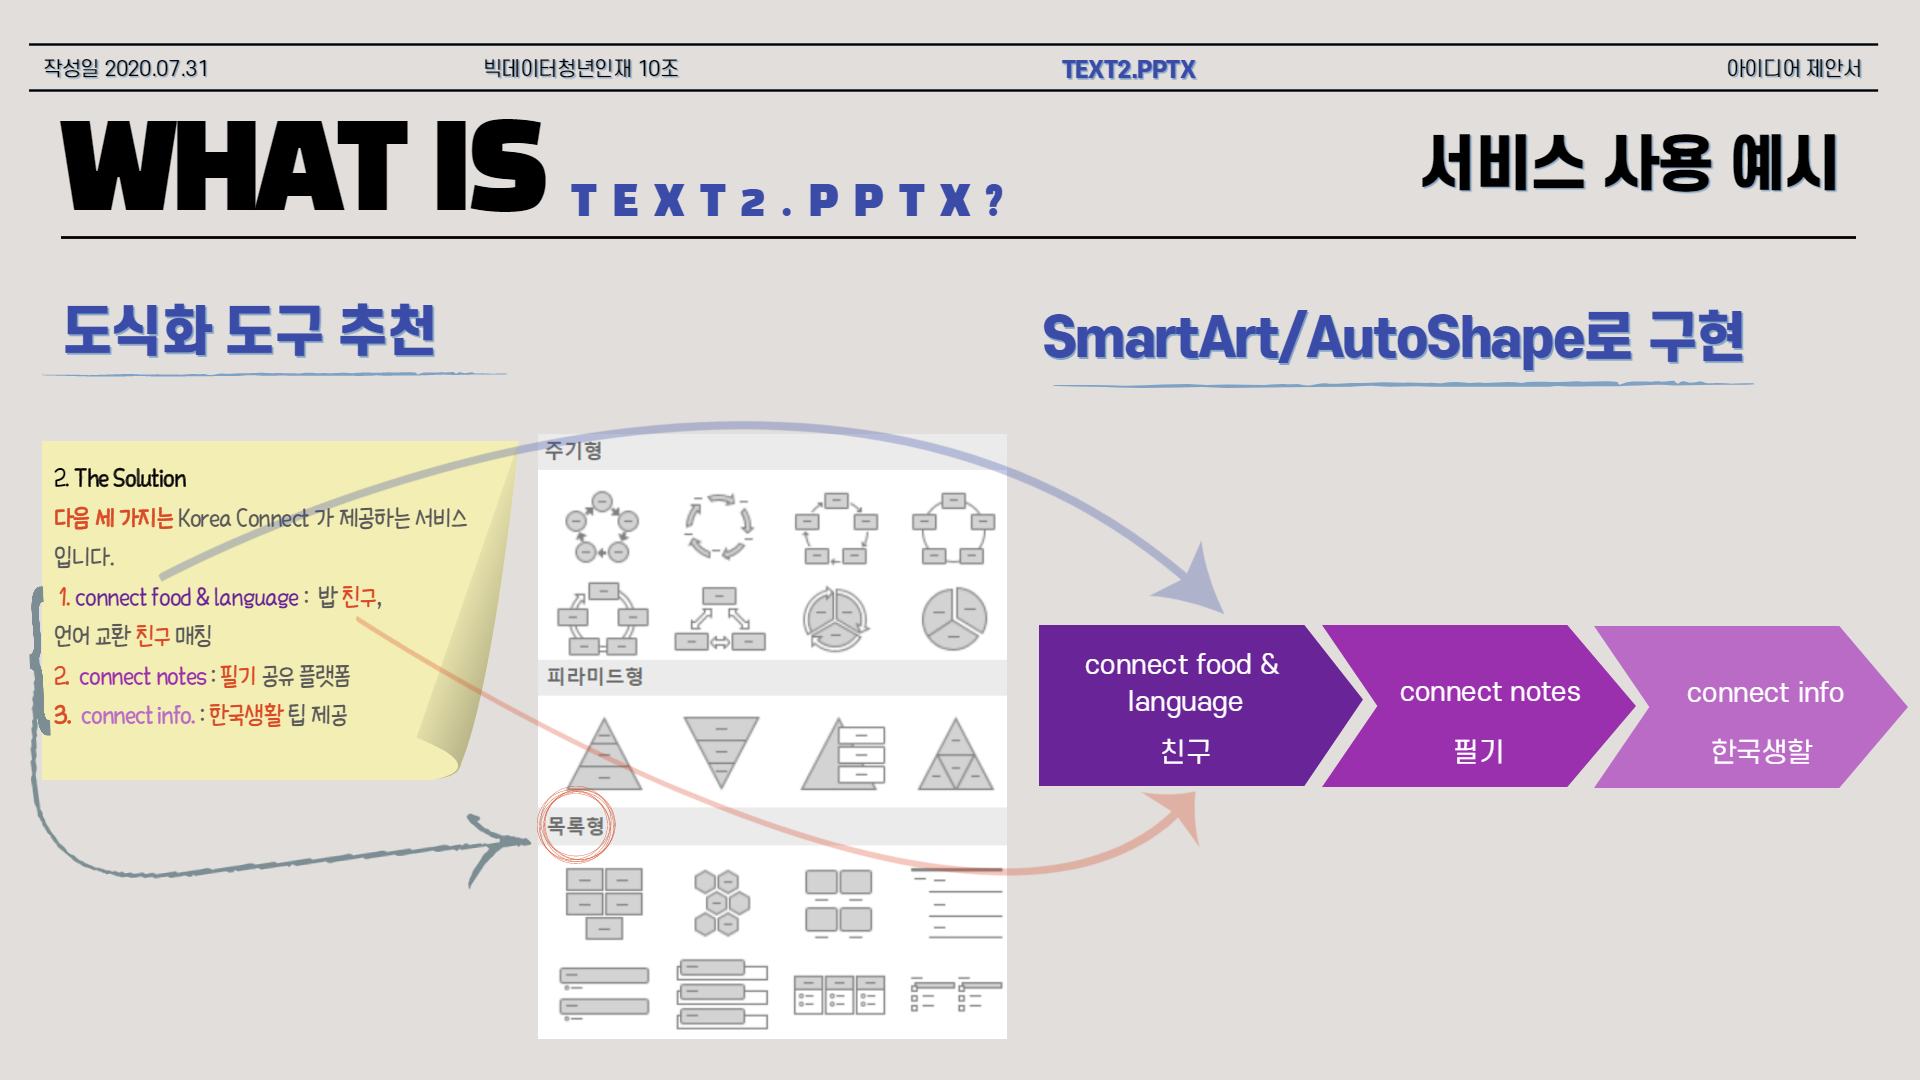 작성일 2020.07.31
빅데이터청년인재 10조
TEXT2.PPTX
아이디어 제안서
WHAT IS TEXT2.PPTX?
서비스 사용 예시
도식화 도구 추천
SmartArt/AutoShape로 구현
2. The Solution
다음 세 가지는 Korea Connect 가 제공하는 서비스
입니다.
1. connect food & language : 밥 친구,
언어 교환 친구 매칭
2. connect notes : 필기 공유 플랫폼
3. connect info. : 한국생활 팁 제공
주기형
피라미드형
목록형
connect food &
language
친구
connect notes
필기
connect info
한국생할